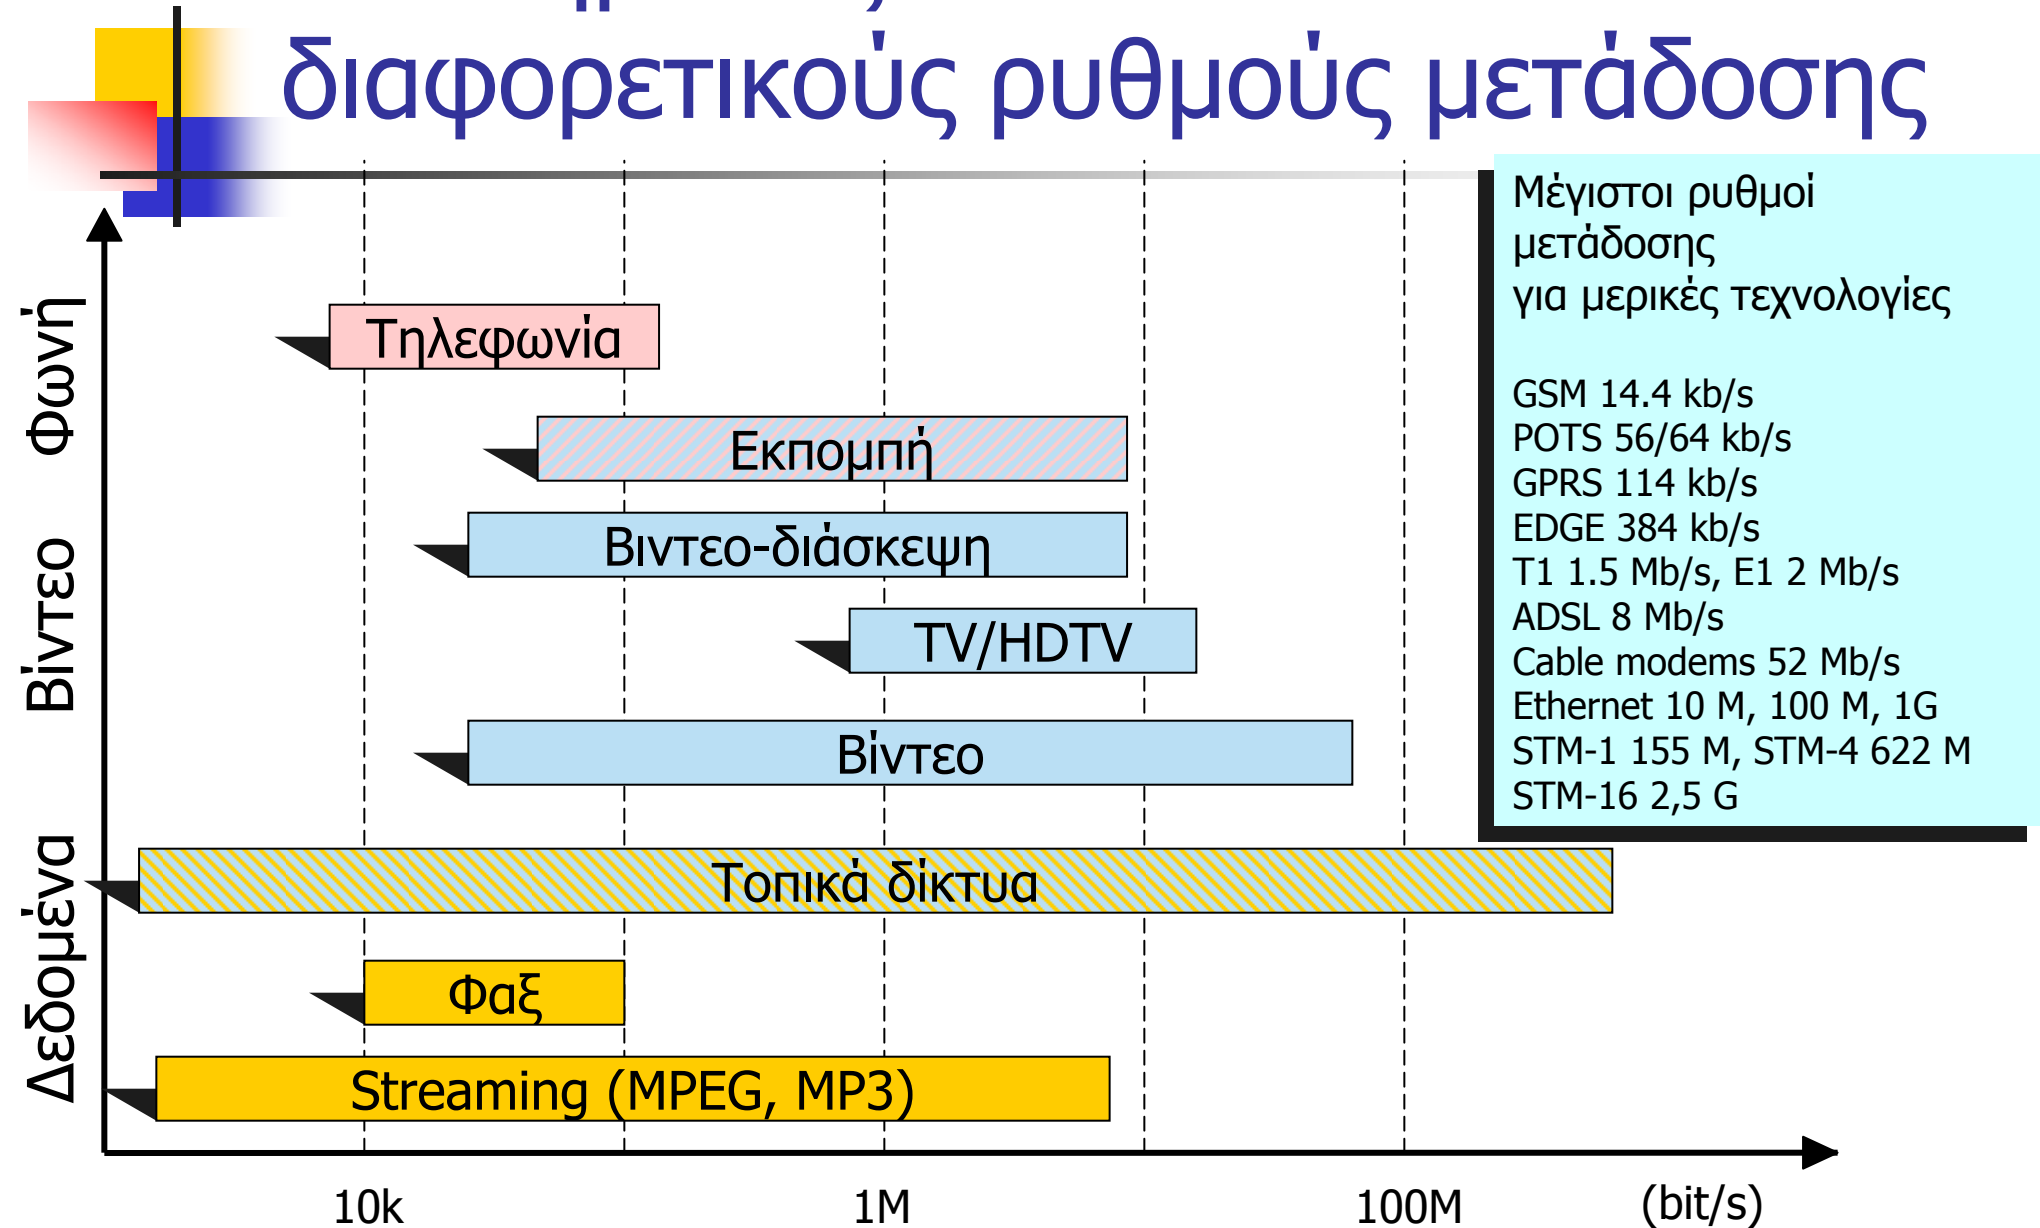 διαφορετικούς ρυθμούς μετάδοσης
Μέγιστοι ρυθμοί
μετάδοσης
για μερικές τεχνολογίες
GSM 14.4 kb/s
POTS 56/64 kb/s
GPRS 114 kb/s
EDGE 384 kb/s
T1 1.5 Mb/s, E1 2 Mb/s
ADSL 8 Mb/s
Cable modems 52 Mb/s
Ethernet 10 M, 100 M, 1G
STM-1 155 M, STM-4 622 M
STM-16 2,5 G
Φωνή
Βίντεο
Δεδομένα
Τηλεφωνία
Εκπομπή
Βιντεο-διάσκεψη
TV/HDTV
Βίντεο
Τοπικά δίκτυα
Φαξ
Streaming (MPEG, MP3)
10k
1M
100M
(bit/s)